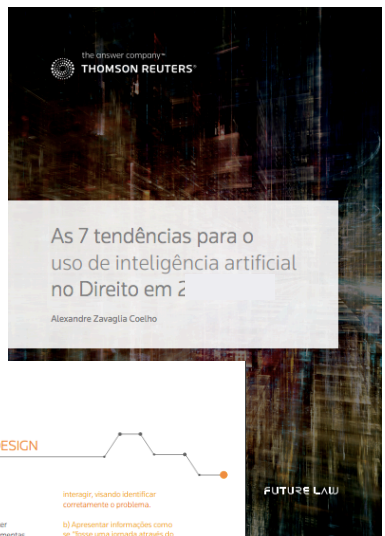 the answer company™
THOMSON REUTERS®
As 7 tendências para o
uso de inteligência artificial
no Direito em 2
Alexandre Zavaglia Coelho
DESIGN
interagir, visando identificar
corretamente o problema.
b) Apresentar informações como
FUTURE LAW